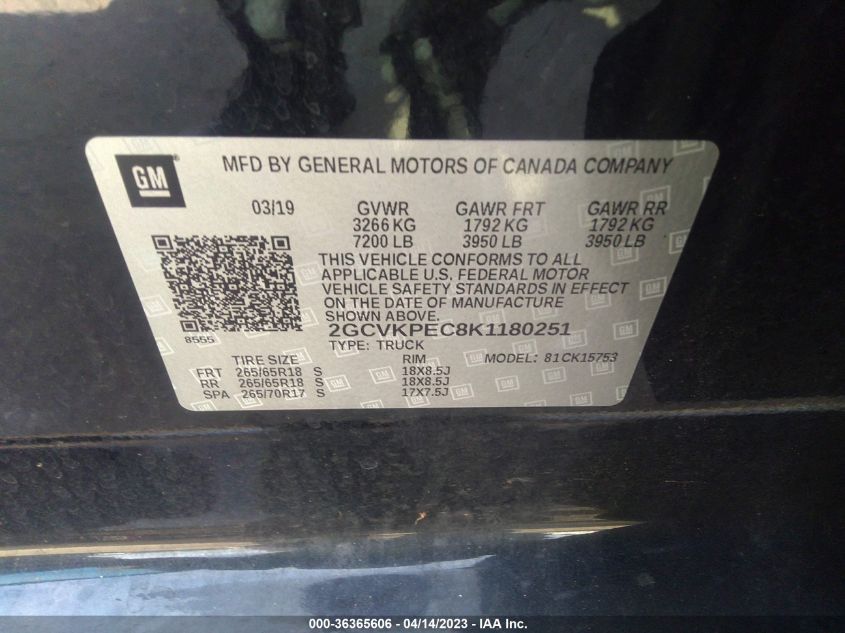 GM
MFD BY GENERAL MOTORS OF CANADA COMPANY
03/19 GVWR GAWR FRT GAWR RR
3266 KG 1792 KG 1792 KG
7200 LB 3950 LB 3950 LB
THIS VEHICLE CONFORMS TO ALL
APPLICABLE U.S. FEDERAL MOTOR
VEHICLE SAFETY STANDARDS IN EFFECT
ON THE DATE OF MANUFACTURE
SHOWN ABOVE.
8555 2GCVKPEC8K1180251
TYPE: TRUCK
TIRE SIZE RIM MODEL: 81CK15753
FRT 265/65R18 S 18X8.5J
RR 265/65R18 S 18X8.5J
SPA 265/70R17 S 17X7.5J
000-36365606 / 04/14/2023 - IAA Inc.